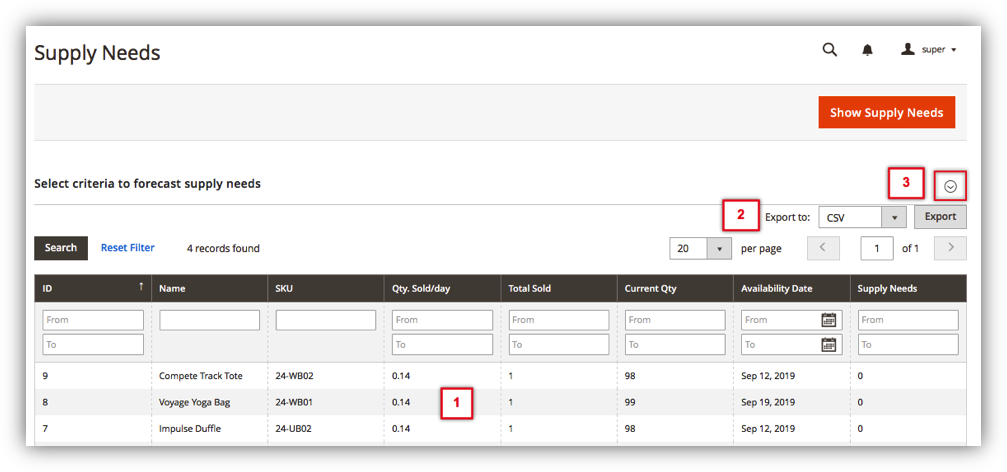 Supply Needs
super
Show Supply Needs
Select criteria to forecast supply needs
3
2
Export to: CSV Export
Search Reset Filter 4 records found 20 per page 1 of 1
ID ↑ Name SKU Qty. Sold/day Total Sold Current Qty Availability Date Supply Needs
From From From From From From
To To To To To To
9 Compete Track Tote 24-WB02 0.14 1 98 Sep 12, 2019 0
8 Voyage Yoga Bag 24-WB01 0.14 1 1 99 Sep 19, 2019 0
7 Impulse Duffle 24-UB02 0.14 1 98 Sep 12, 2019 0